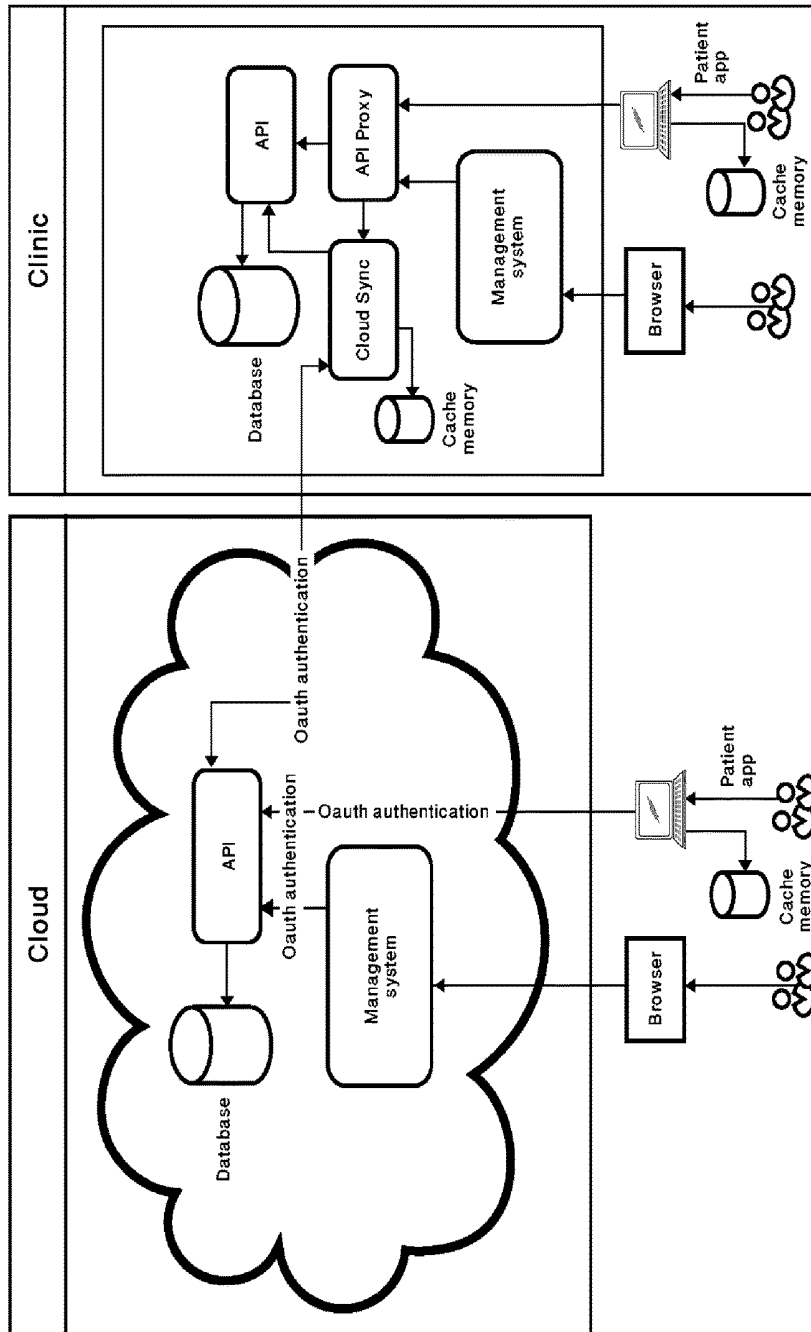 Cloud
Database
API
Oauth authentication
Oauth authentication
Oauth authentication
Management
system
Browser
Cache
memory
Patient
app
Clinic
Database
API
Cloud Sync
API Proxy
Cache
memory
Management
system
Browser
Cache
memory
Patient
app